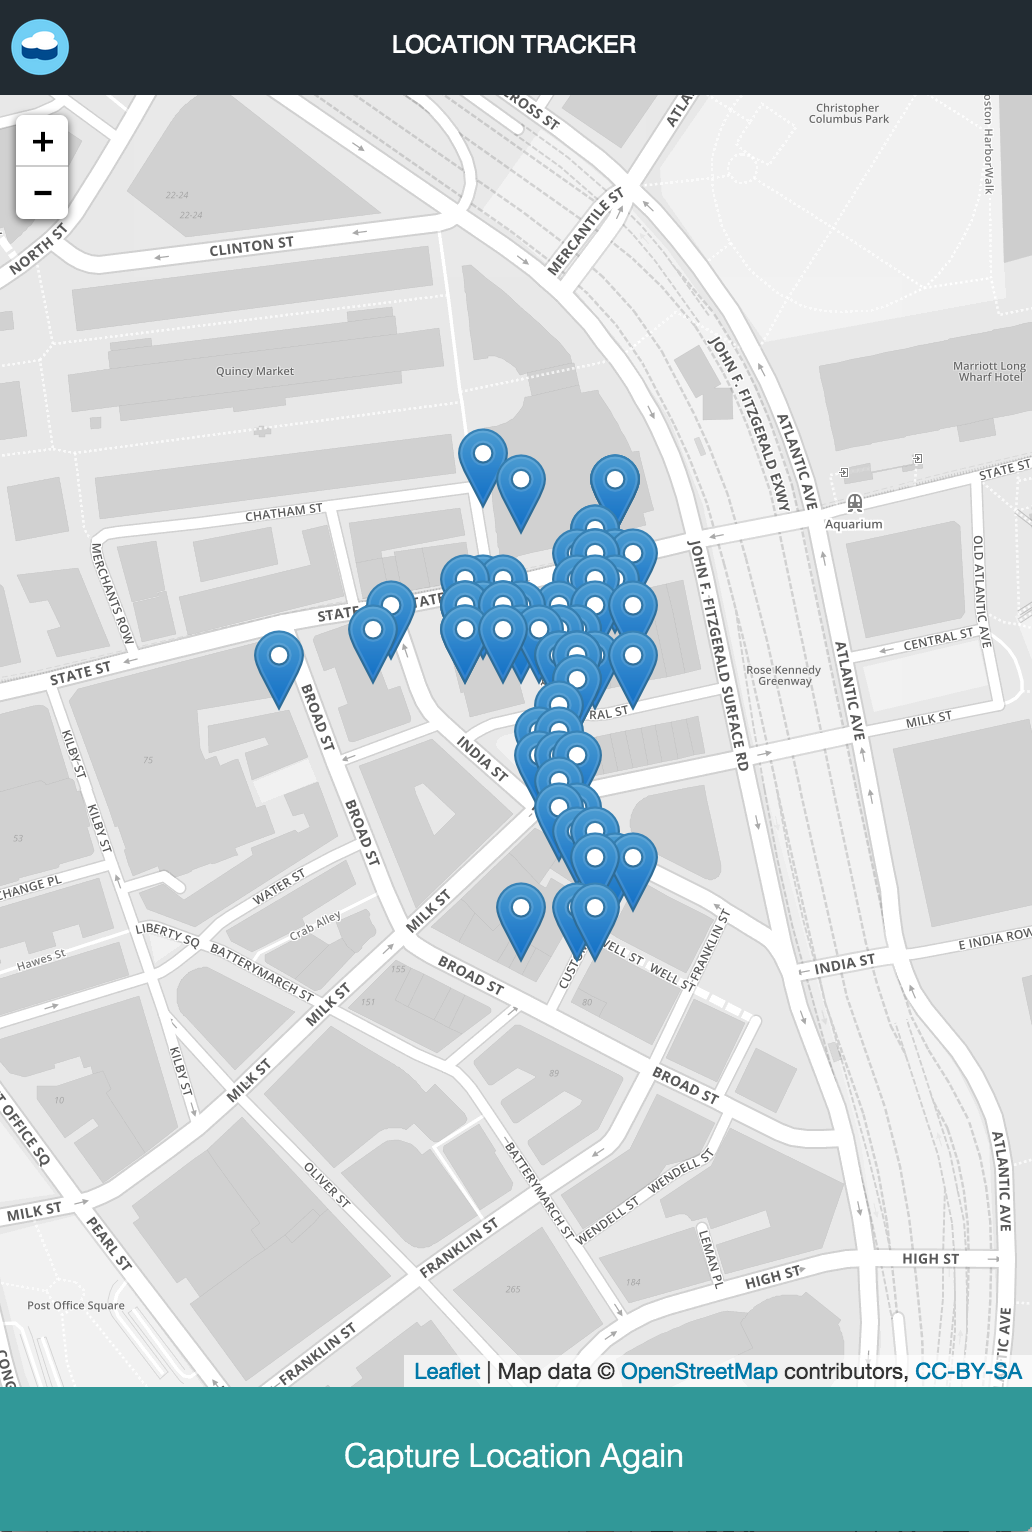 LOCATION TRACKER
+
−
CROSS ST
Christopher
Columbus Park
22-24
22-24
NORTH ST
CLINTON ST
MERCANTILE ST
Quincy Market
JOHN F. FITZGERALD EXWY
ATLANTIC AVE
Marriott Long
Wharf Hotel
STATE ST
Aquarium
CHATHAM ST
MERCHANTS ROW
STATE
STATE ST
OLD ATLANTIC AVE
CENTRAL ST
JOHN F. FITZGERALD SURFACE RD
Rose Kennedy
Greenway
ATLANTIC AVE
MILK ST
RAL ST
BROAD ST
INDIA ST
KILBY ST
75
KILBY ST
53
BROAD ST
CHANGE PL
WATER ST
Crab Alley
MILK ST
LIBERTY SQ
BATTERYMARCH ST
Hawes St
E INDIA ROW
INDIA ST
FRANKLIN ST
WELL ST
WELL ST
BROAD ST
155
151
80
MILK ST
KILBY ST
MILK ST
89
BROAD ST
10
T OFFICE SQ
OLIVER ST
BATTERYMARCH ST
WENDELL ST
WENDELL ST
ATLANTIC AVE
MILK ST
PEARL ST
FRANKLIN ST
LEMAN PL
HIGH ST
HIGH ST
184
265
Post Office Square
FRANKLIN ST
CONG
TIC AVE
Leaflet | Map data © OpenStreetMap contributors, CC-BY-SA
Capture Location Again